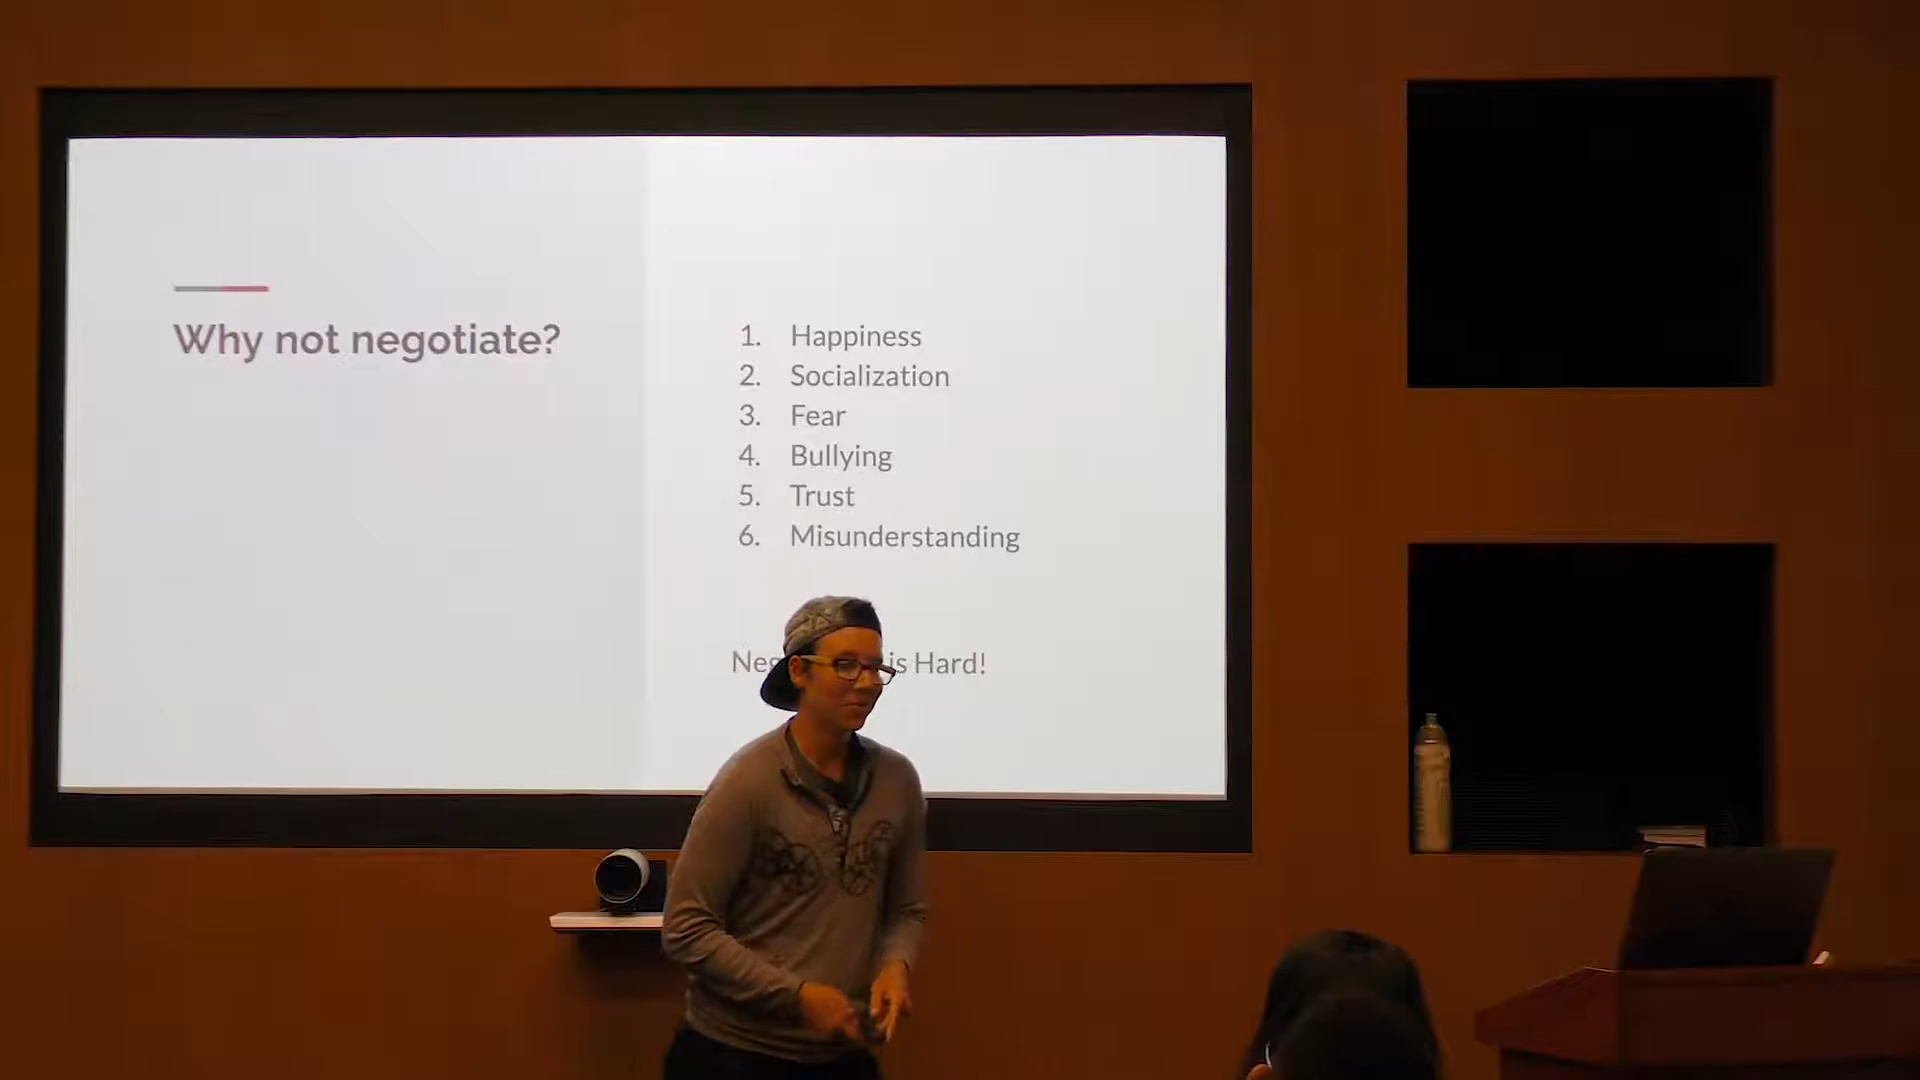 Why not negotiate?
1. Happiness
2. Socialization
3. Fear
4. Bullying
5. Trust
6. Misunderstanding
is Hard!